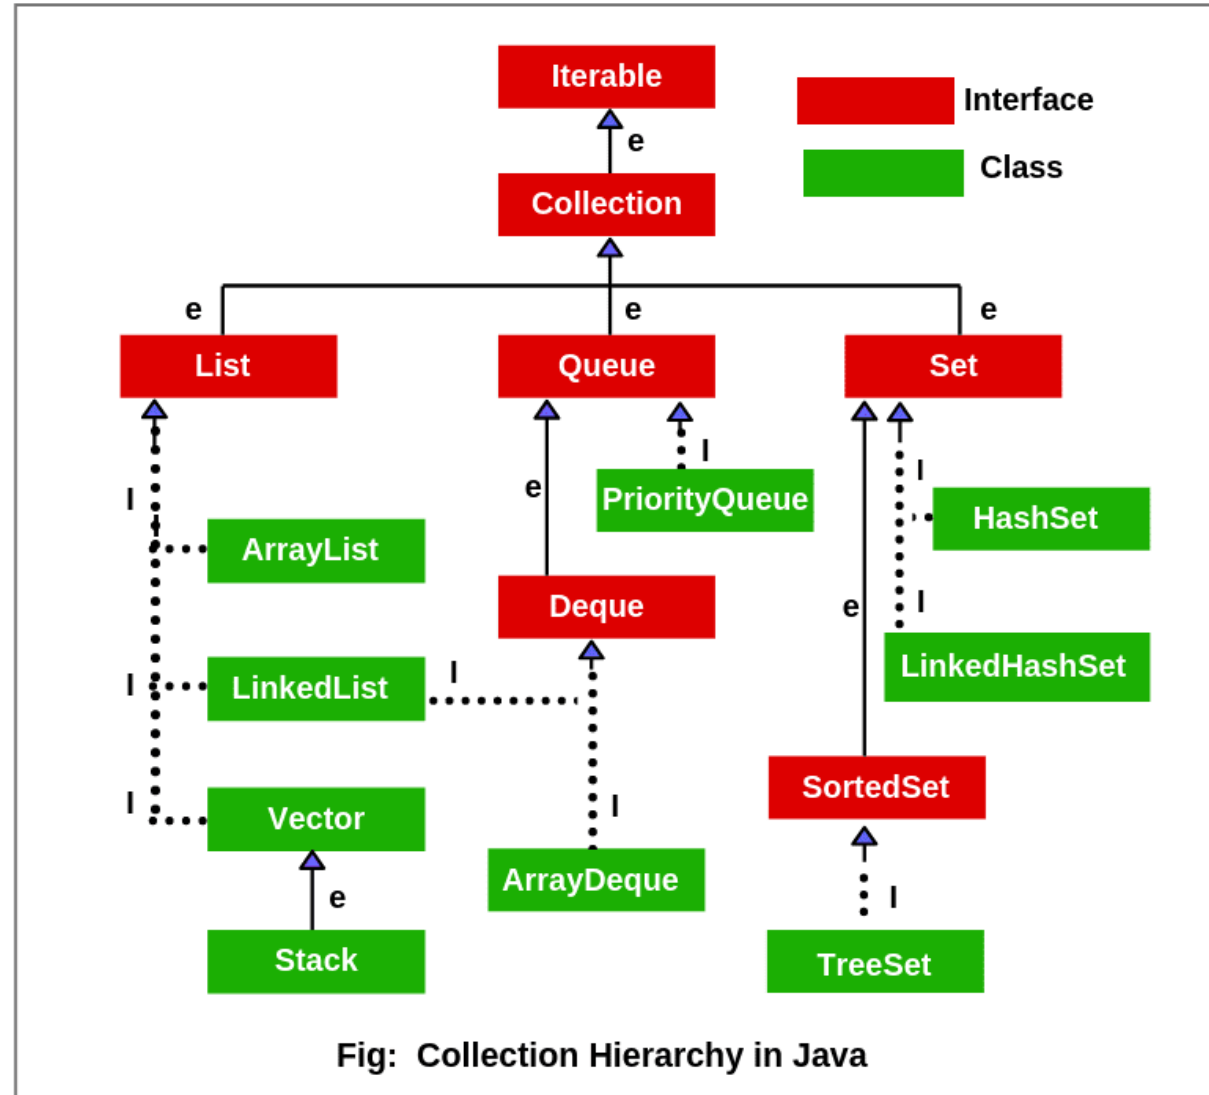 Iterable
Interface
e
Class
Collection
e
e
e
List
Queue
Set
I
I
e
I
PriorityQueue
HashSet
ArrayList
Deque
e
I
I
LinkedList
I
LinkedHashSet
I
Vector
I
SortedSet
ArrayDeque
e
I
Stack
TreeSet
Fig: Collection Hierarchy in Java